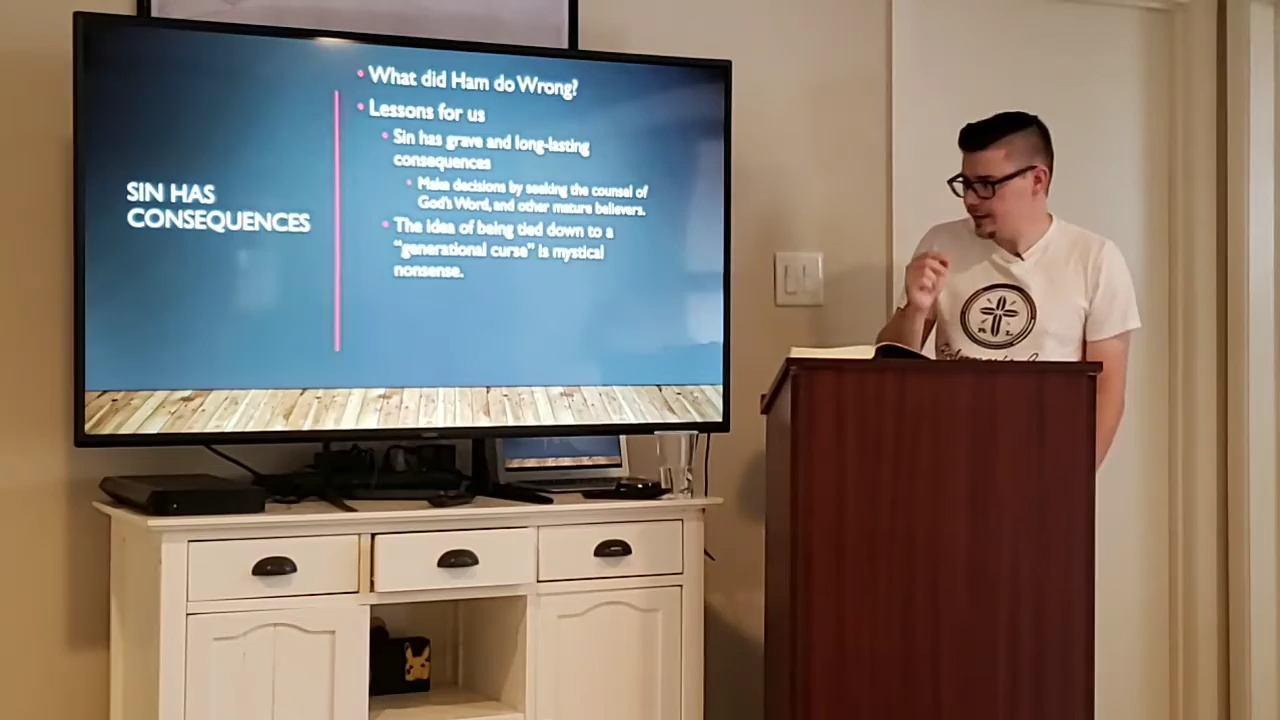 SIN HAS
CONSEQUENCES
What did Ham do Wrong?
Lessons for us
Sin has grave and long-lasting
consequences
Make decisions by seeking the counsel of
God's Word, and other mature believers.
The idea of being tied down to a
"generational curse" is mystical
nonsense.
R L